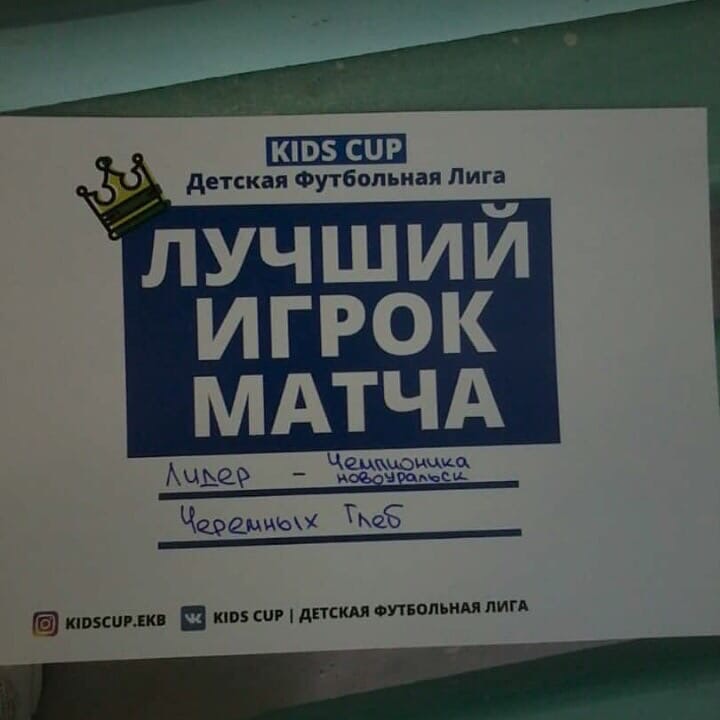 KIDS CUP
Детская Футбольная Лига
ЛУЧШИЙ
ИГРОК
МАТЧА
Лидер - Чемпионика
новоуральск
Черемных Глеб
KIDSCUP.EKB KIDS CUP | ДЕТСКАЯ ФУТБОЛЬНАЯ ЛИГА